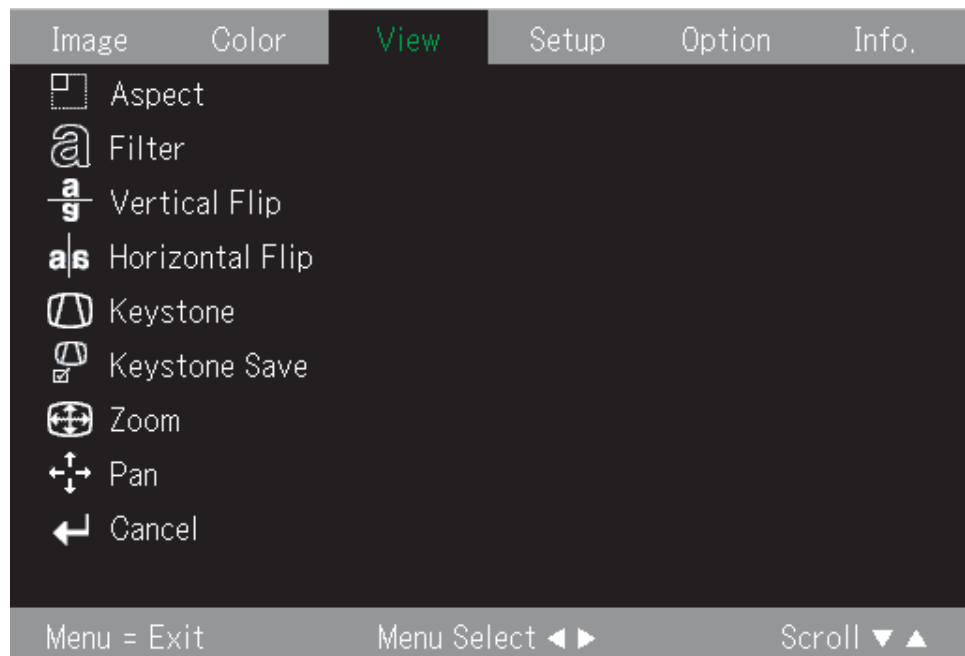 Image Color View Setup Option Info.
Aspect
Filter
Vertical Flip
Horizontal Flip
Keystone
Keystone Save
Zoom
Pan
Cancel
Menu = Exit Menu Select ◀ ▶ Scroll ▼ ▲